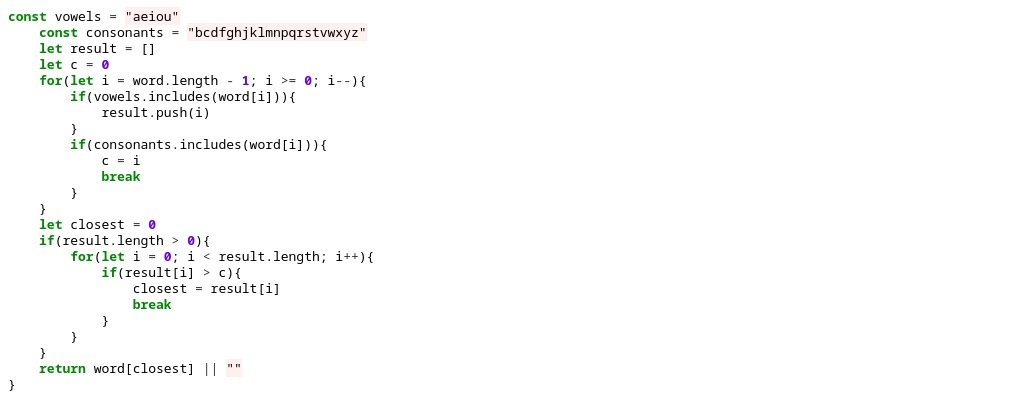 const vowels = "aeiou"
    const consonants = "bcdfghjklmnpqrstvwxyz"
    let result = []
    let c = 0
    for(let i = word.length - 1; i >= 0; i--){
        if(vowels.includes(word[i])){
            result.push(i)
        }
        if(consonants.includes(word[i])){
            c = i
            break
        }
    }
    let closest = 0
    if(result.length > 0){
        for(let i = 0; i < result.length; i++){
            if(result[i] > c){
                closest = result[i]
                break
            }
        }
    }
    return word[closest] || ""
}